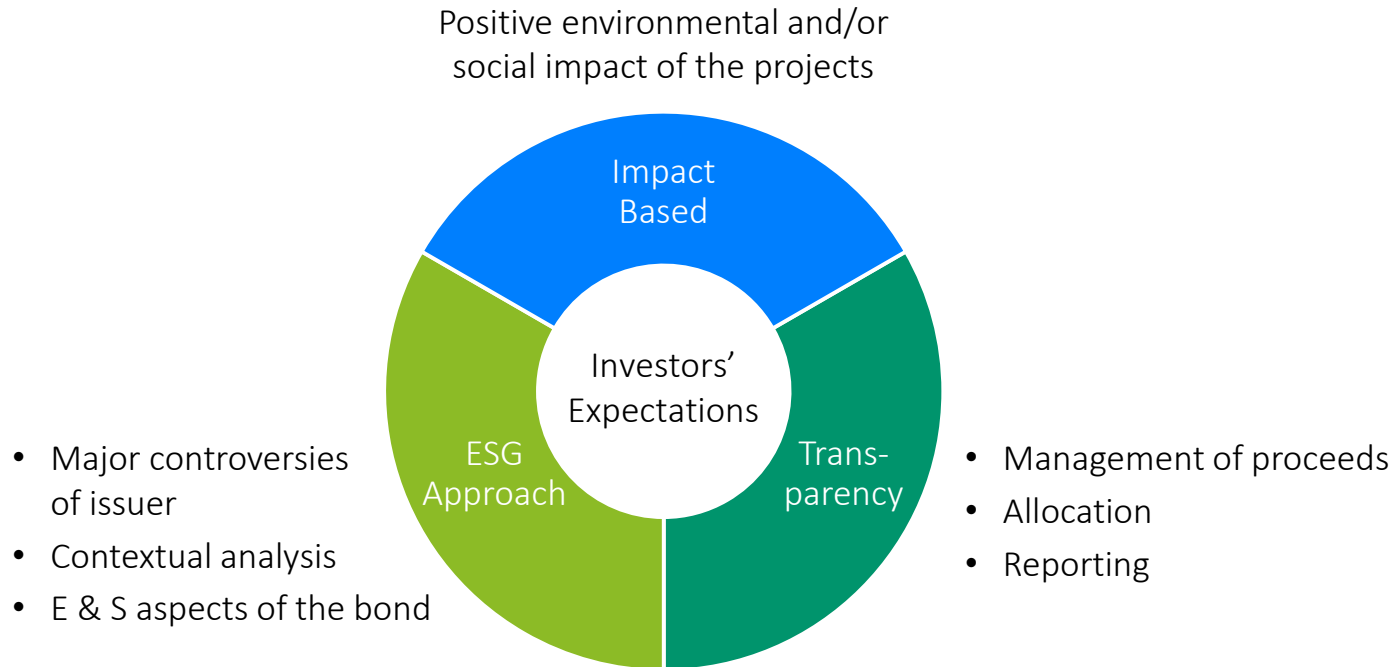 Positive environmental and/or
social impact of the projects
Impact
Based
Investors’
Expectations
ESG
Approach
Trans-
parency
• Major controversies
of issuer
• Contextual analysis
• E & S aspects of the bond
• Management of proceeds
• Allocation
• Reporting